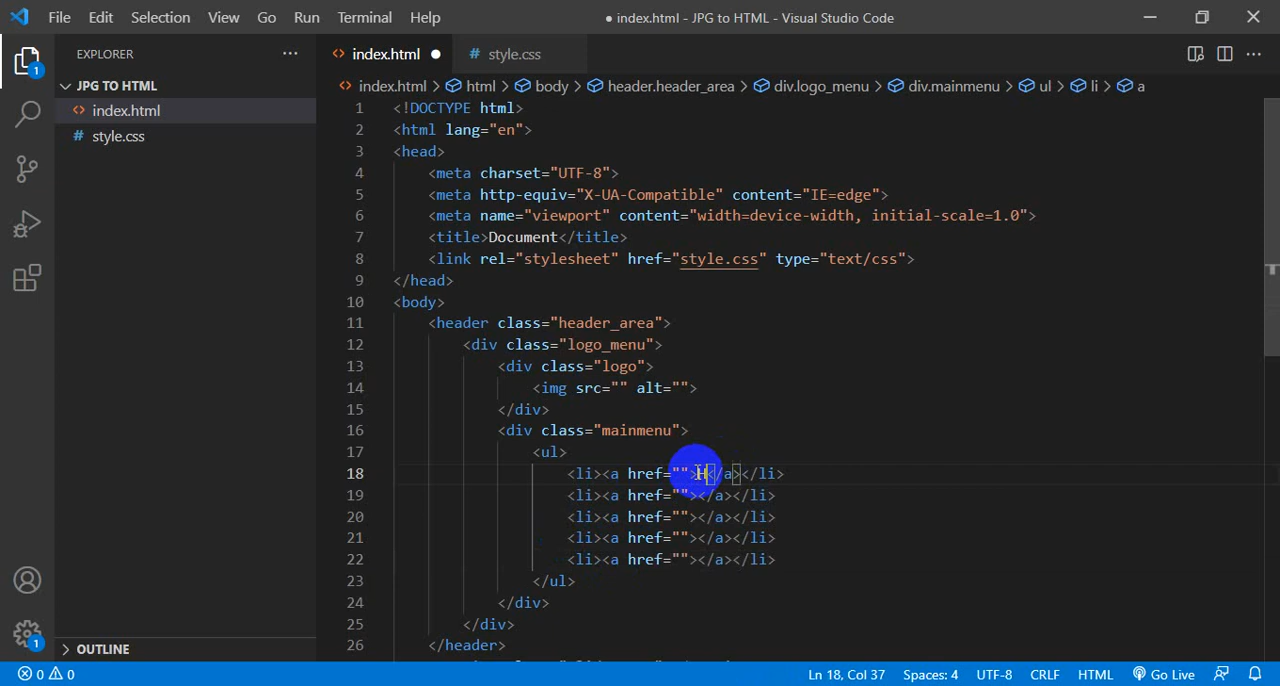 File Edit Selection View Go Run Terminal Help ● index.html - JPG to HTML - Visual Studio Code
EXPLORER
JPG TO HTML
index.html
style.css
OUTLINE
index.html
style.css
index.html > html > body > header.header_area > div.logo_menu > div.mainmenu > ul > li > a
1 <!DOCTYPE html>
2 <html lang="en">
3 <head>
4 <meta charset="UTF-8">
5 <meta http-equiv="X-UA-Compatible" content="IE=edge">
6 <meta name="viewport" content="width=device-width, initial-scale=1.0">
7 <title>Document</title>
8 <link rel="stylesheet" href="style.css" type="text/css">
9 </head>
10 <body>
11 <header class="header_area">
12 <div class="logo_menu">
13 <div class="logo">
14 <img src="" alt="">
15 </div>
16 <div class="mainmenu">
17 <ul>
18 <li><a href="">H</a></li>
19 <li><a href=""></a></li>
20 <li><a href=""></a></li>
21 <li><a href=""></a></li>
22 <li><a href=""></a></li>
23 </ul>
24 </div>
25 </div>
26 </header>
1
1
0 0 Ln 18, Col 37 Spaces: 4 UTF-8 CRLF HTML Go Live